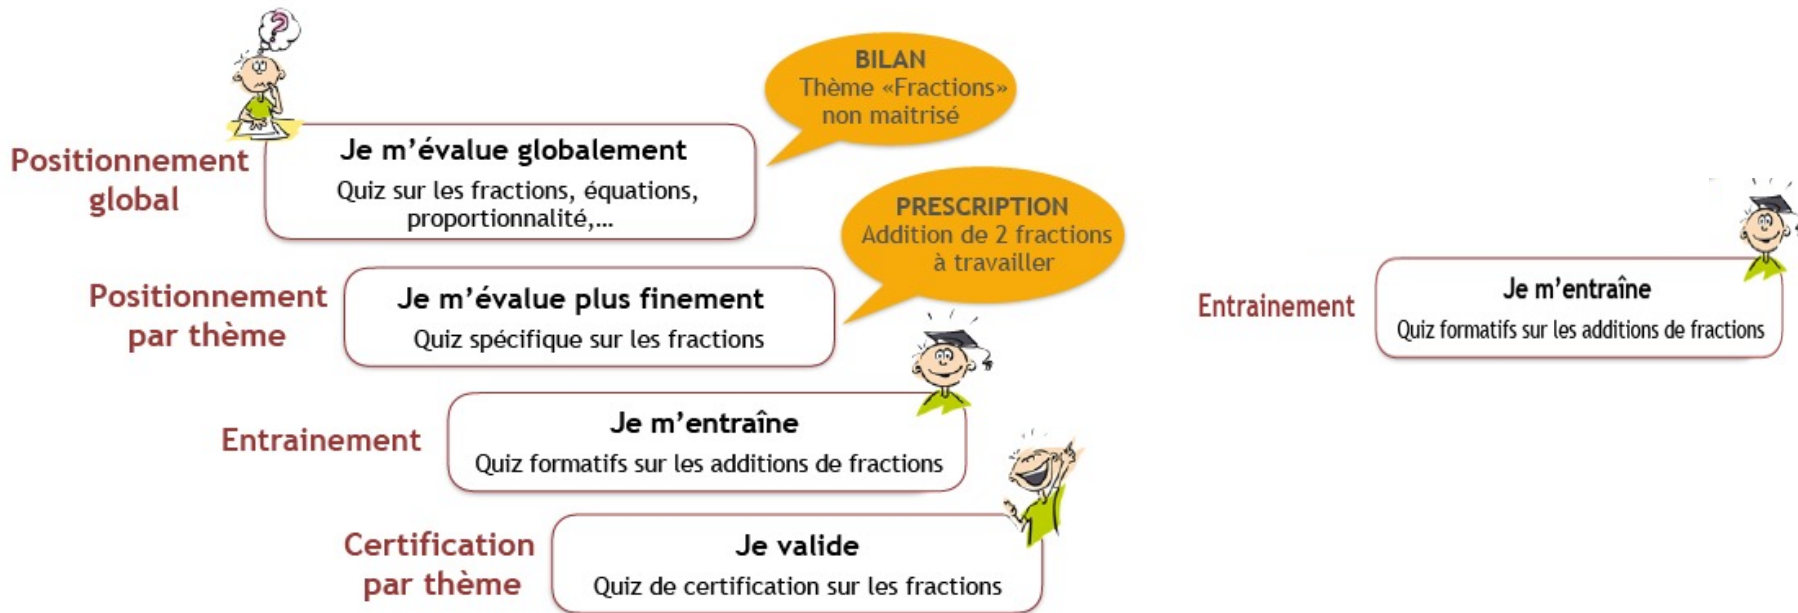 ?
BILAN
Thème «Fractions»
non maitrisé
Positionnement
global
Je m’évalue globalement
Quiz sur les fractions, équations,
proportionnalité,...
PRESCRIPTION
Addition de 2 fractions
à travailler
Positionnement
par thème
Je m’évalue plus finement
Quiz spécifique sur les fractions
Entrainement
Je m’entraîne
Quiz formatifs sur les additions de fractions
Certification
par thème
Je valide
Quiz de certification sur les fractions
Entrainement
Je m’entraîne
Quiz formatifs sur les additions de fractions